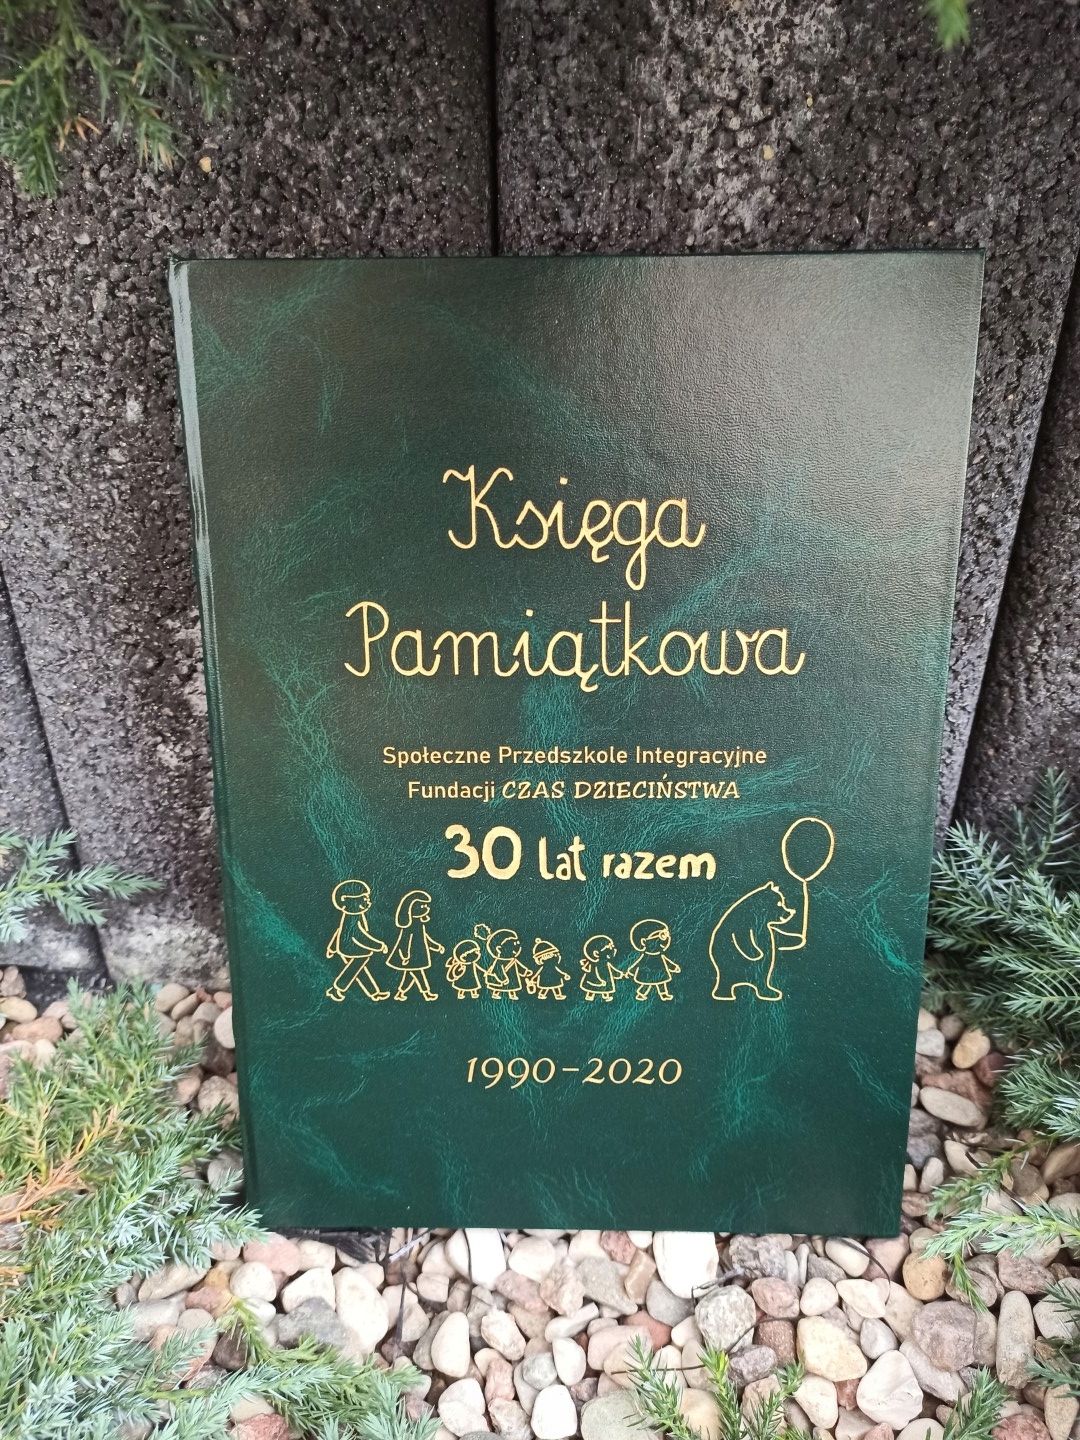 Księga
Pamiątkowa
Społeczne Przedszkole Integracyjne
Fundacji CZAS DZIECIŃSTWA
30 lat razem
1990-2020